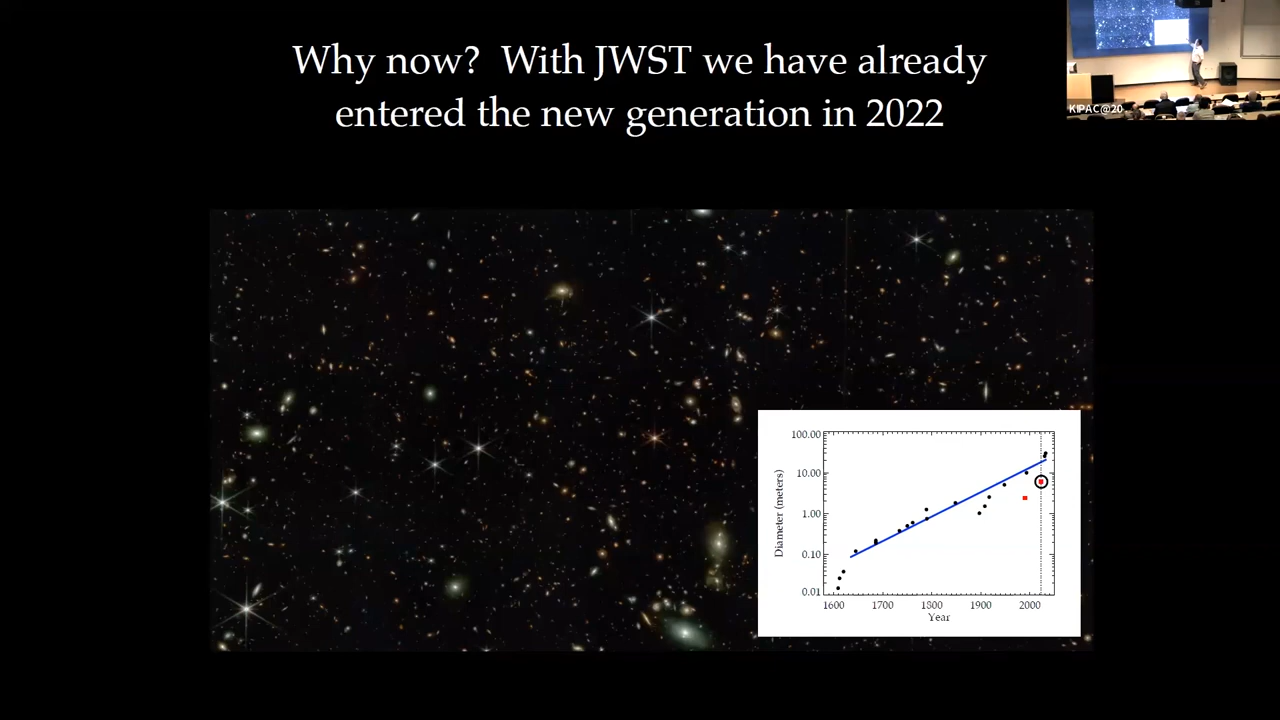 Why now? With JWST we have already
entered the new generation in 2022
KIPAC@20
100.00
10.00
1.00
0.10
0.01
Diameter (meters)
1600 1700 1800 1900 2000
Year